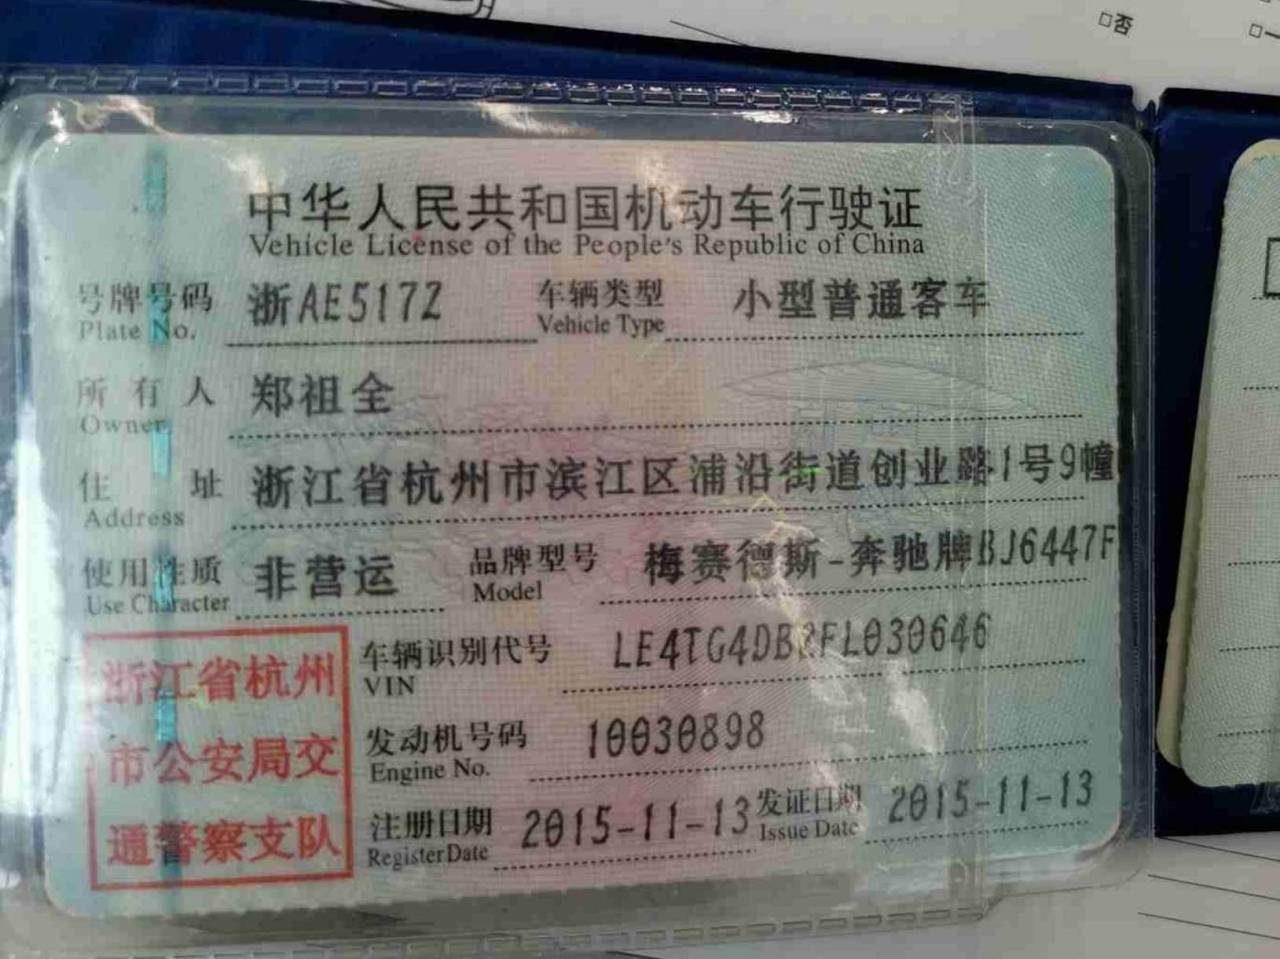 □否
中华人民共和国机动车行驶证
Vehicle License of the People's Republic of China
号牌号码 浙AE517Z 车辆类型 小型普通客车
Plate No. Vehicle Type
所有人 郑祖全
Owner
住址 浙江省杭州市滨江区浦沿街道创业路1号9幢
Address
使用性质 非营运 品牌型号 梅赛德斯-奔驰牌BJ6447F
Use Character Model
浙江省杭州
市公安局交
通警察支队
车辆识别代号 LE4TG4DB2FL030646
VIN
发动机号码 10030898
Engine No.
注册日期 2015-11-13 发证日期 2015-11-13
Register Date Issue Date